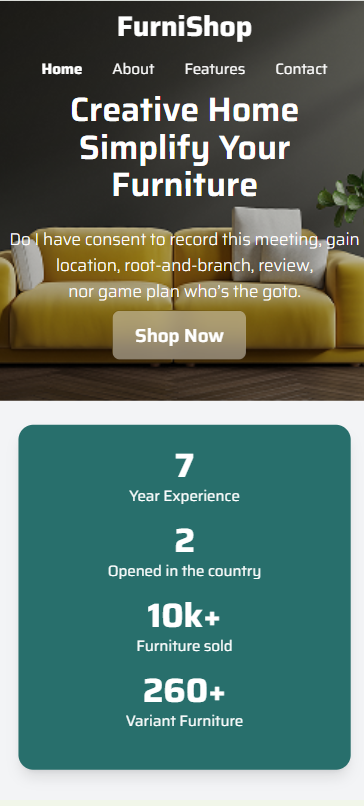 FurniShop
Home About Features Contact
Creative Home
Simplify Your
Furniture
Do I have consent to record this meeting, gain
location, root-and-branch, review,
nor game plan who's the goto.
Shop Now
7
Year Experience
2
Opened in the country
10k+
Furniture sold
260+
Variant Furniture